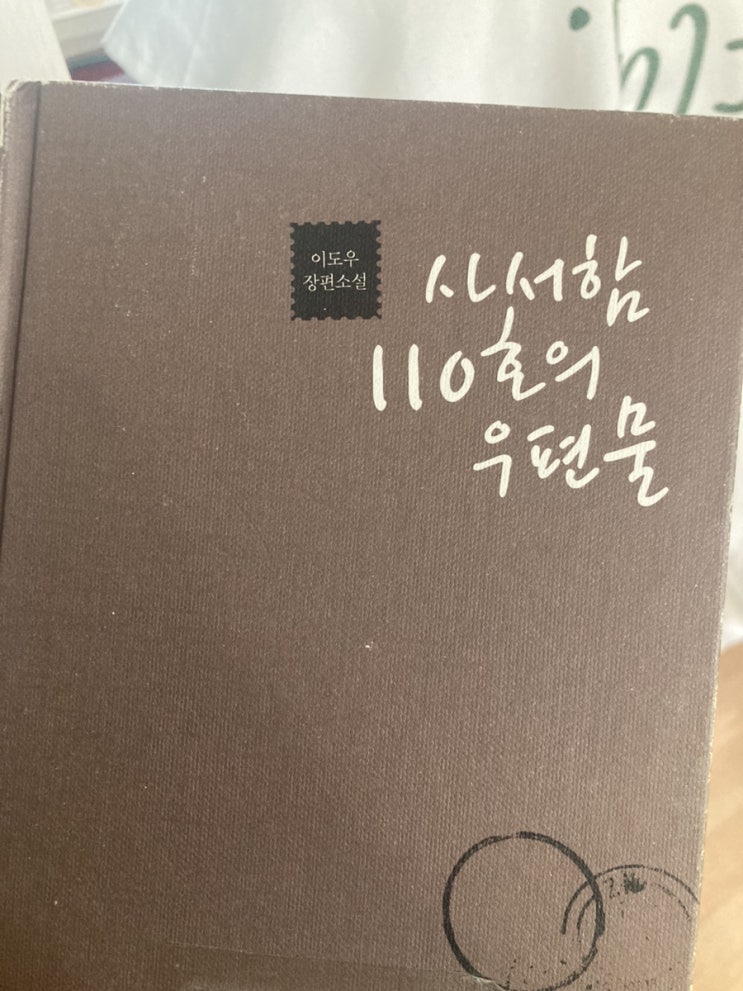 이도우
장편소설
사서함
110호의
우편물